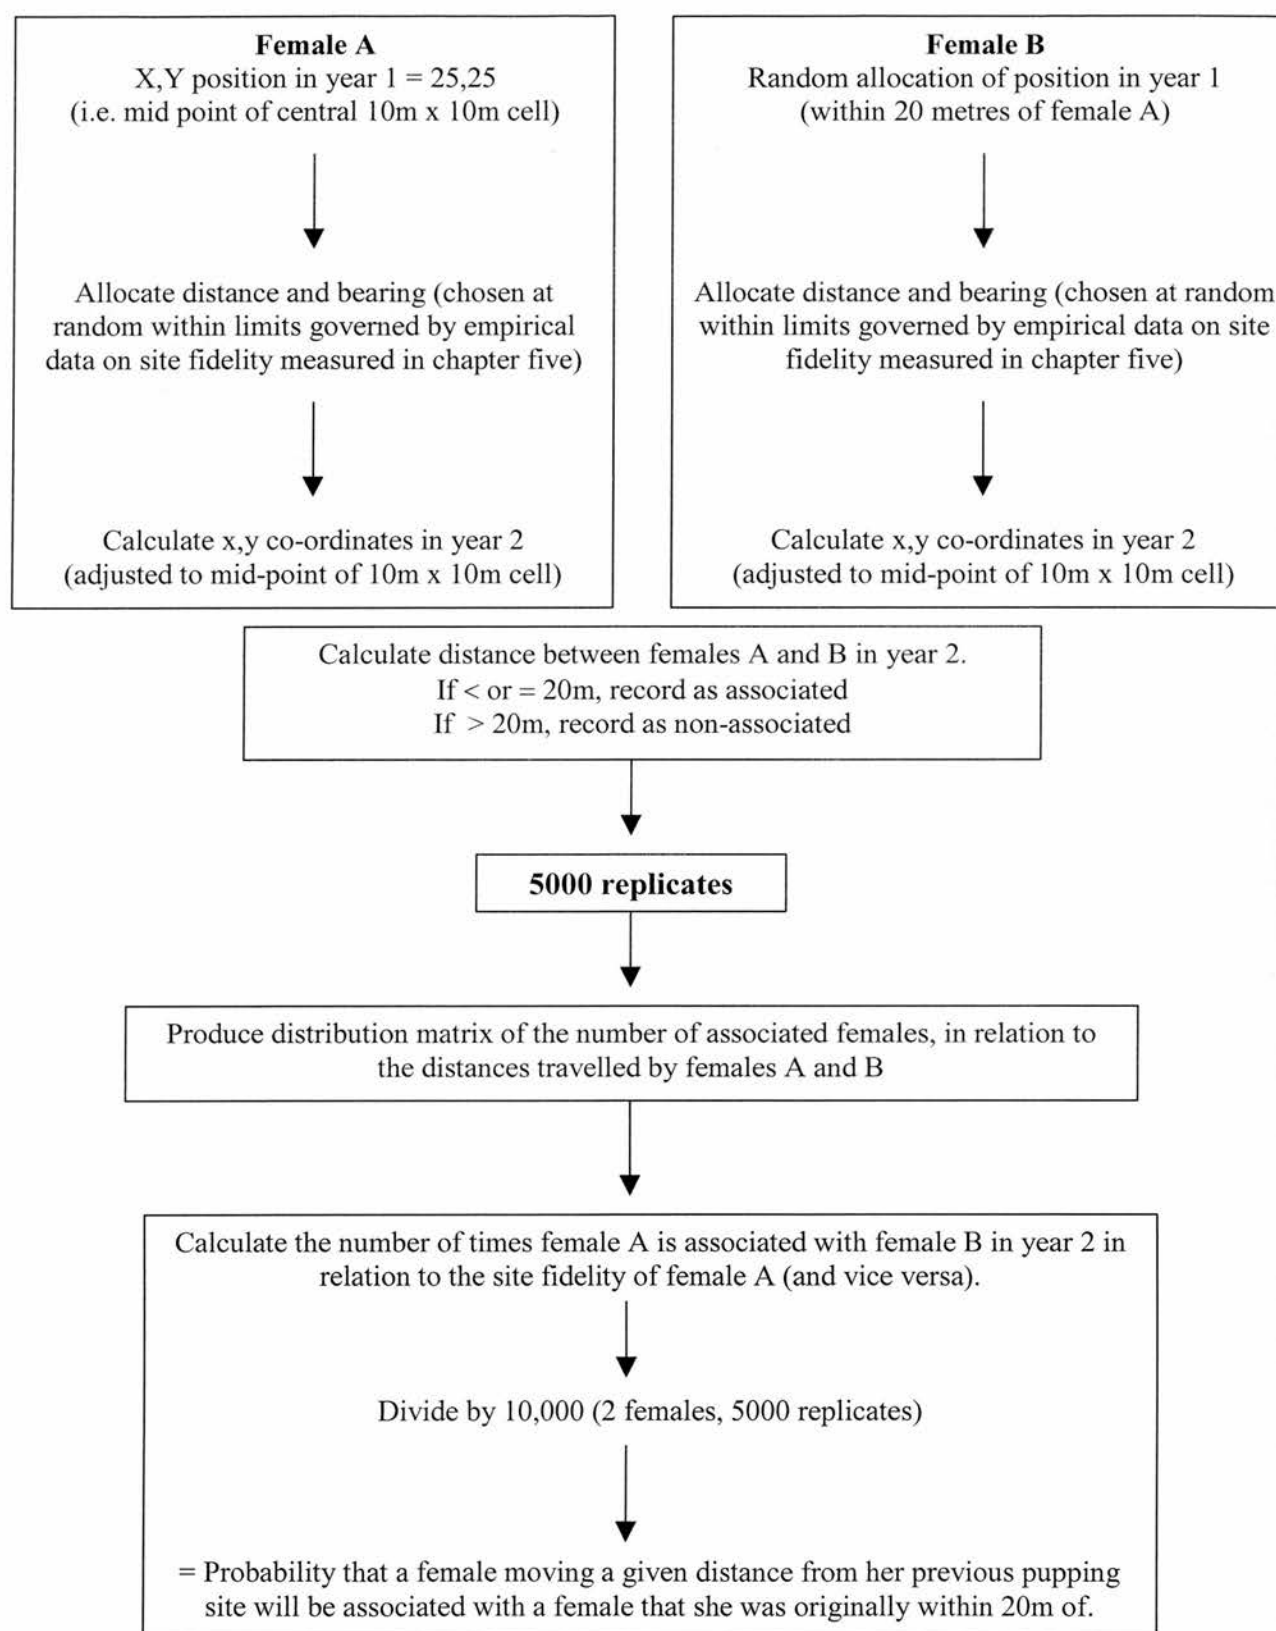 Female A
X,Y position in year 1 = 25,25
(i.e. mid point of central 10m x 10m cell)
Allocate distance and bearing (chosen at
random within limits governed by empirical
data on site fidelity measured in chapter five)
Calculate x,y co-ordinates in year 2
(adjusted to mid-point of 10m x 10m cell)
Female B
Random allocation of position in year 1
(within 20 metres of female A)
Allocate distance and bearing (chosen at random
within limits governed by empirical data on site
fidelity measured in chapter five)
Calculate x,y co-ordinates in year 2
(adjusted to mid-point of 10m x 10m cell)
Calculate distance between females A and B in year 2.
If < or = 20m, record as associated
If > 20m, record as non-associated
5000 replicates
Produce distribution matrix of the number of associated females, in relation to
the distances travelled by females A and B
Calculate the number of times female A is associated with female B in year 2 in
relation to the site fidelity of female A (and vice versa).
Divide by 10,000 (2 females, 5000 replicates)
= Probability that a female moving a given distance from her previous pupping
site will be associated with a female that she was originally within 20m of.